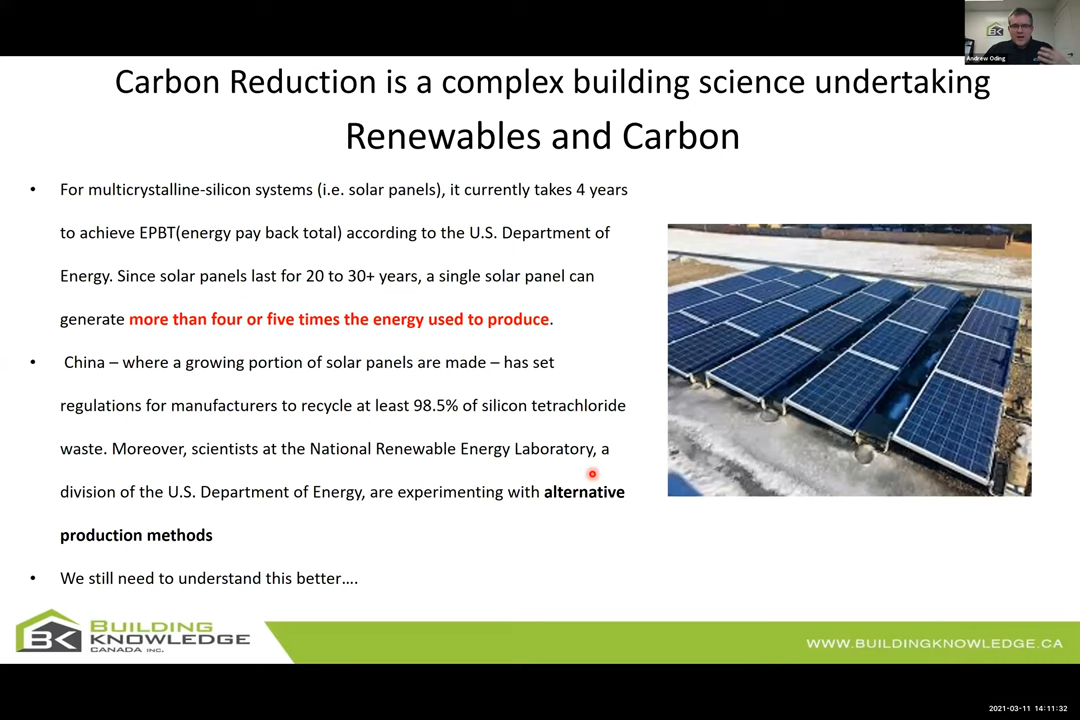 Andrew Oding
Carbon Reduction is a complex building science undertaking
Renewables and Carbon
• For multicrystalline-silicon systems (i.e. solar panels), it currently takes 4 years
to achieve EPBT(energy pay back total) according to the U.S. Department of
Energy. Since solar panels last for 20 to 30+ years, a single solar panel can
generate more than four or five times the energy used to produce.
• China – where a growing portion of solar panels are made – has set
regulations for manufacturers to recycle at least 98.5% of silicon tetrachloride
waste. Moreover, scientists at the National Renewable Energy Laboratory, a
division of the U.S. Department of Energy, are experimenting with alternative
production methods
• We still need to understand this better….
BK
BUILDING
KNOWLEDGE
CANADA INC.
WWW.BUILDINGKNOWLEDGE.CA
2021-03-11 14:11:32